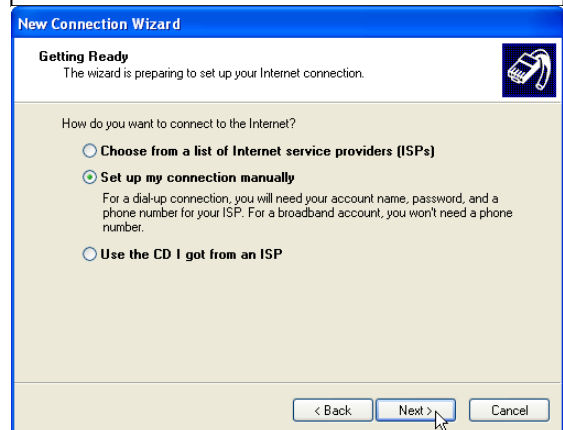 New Connection Wizard
Getting Ready
The wizard is preparing to set up your Internet connection.
How do you want to connect to the Internet?
Choose from a list of Internet service providers (ISPs)
Set up my connection manually
For a dial-up connection, you will need your account name, password, and a
phone number for your ISP. For a broadband account, you won't need a phone
number.
Use the CD I got from an ISP
< Back Next > Cancel